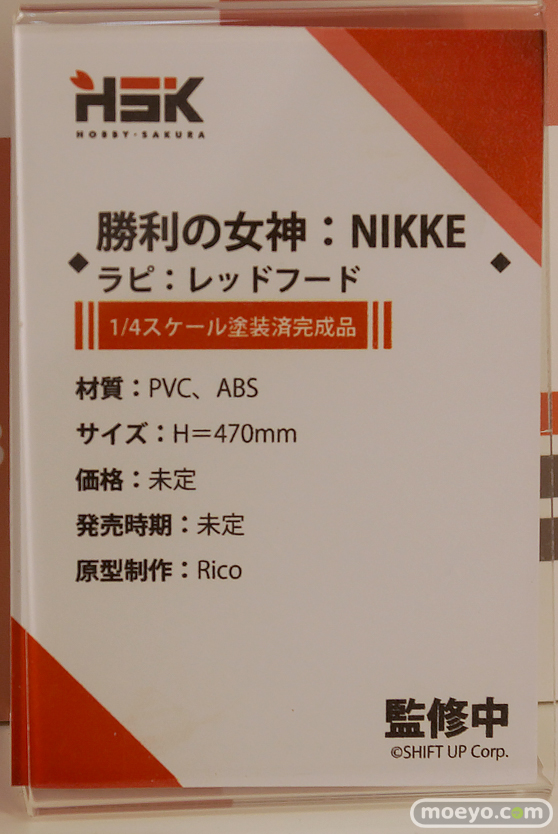 HSK
HOBBY・SAKURA
勝利の女神：NIKKE
ラピ：レッドフード
1/4スケール塗装済完成品
材質：PVC、ABS
サイズ：H＝470mm
価格：未定
発売時期：未定
原型制作：Rico
監修中
©SHIFT UP Corp.
moeyo.com